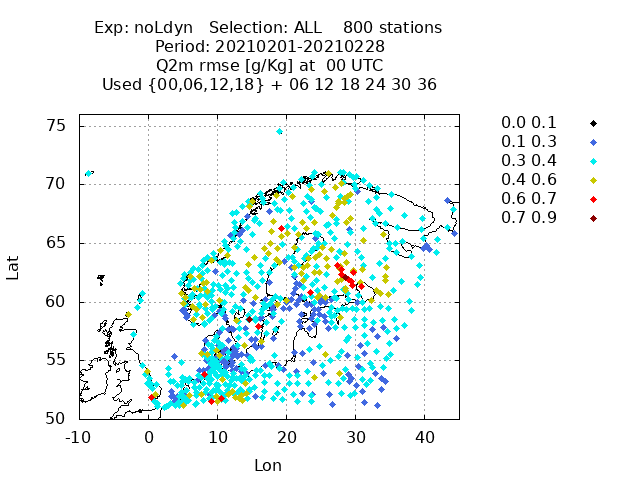 Exp: noLdyn   Selection: ALL    800 stations
Period: 20210201-20210228
Q2m rmse [g/Kg] at  00 UTC
Used {00,06,12,18} + 06 12 18 24 30 36
0.0 0.1
0.1 0.3
0.3 0.4
0.4 0.6
0.6 0.7
0.7 0.9
75
70
65
60
55
50
Lat
-10 0 10 20 30 40
Lon